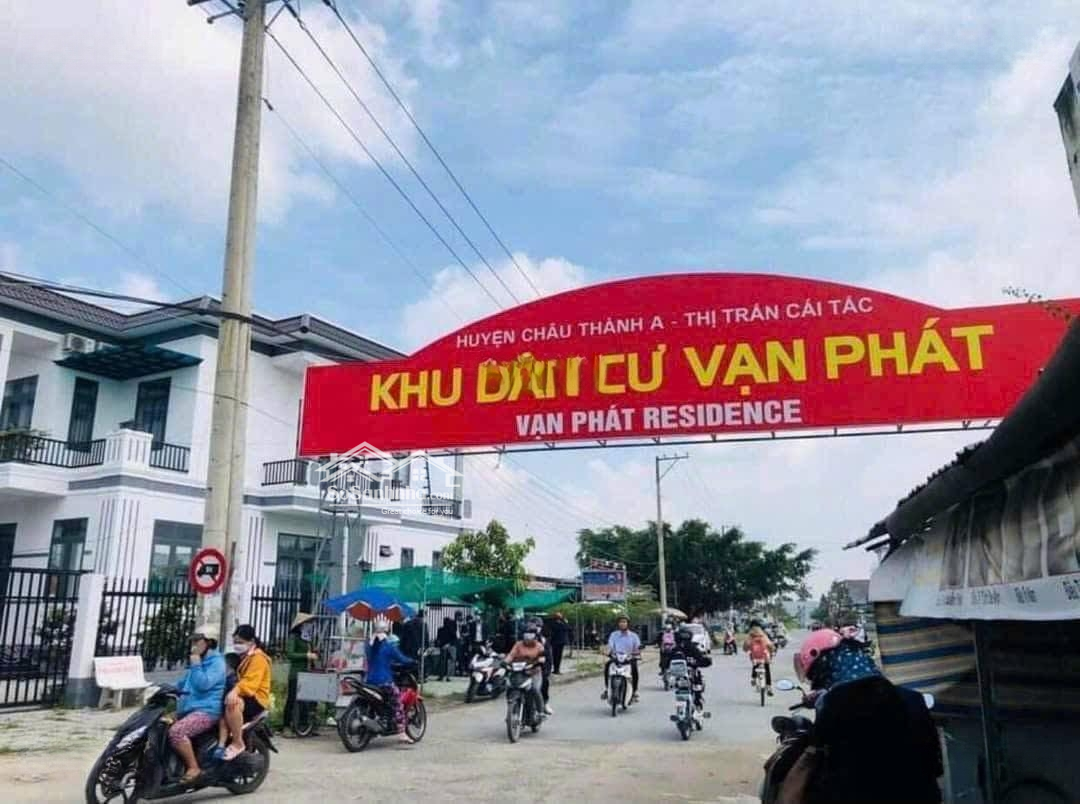 HUYỆN CHÂU THÀNH A - THỊ TRẤN CÁI TẮC
KHU DÂN CƯ VẠN PHÁT
VẠN PHÁT RESIDENCE